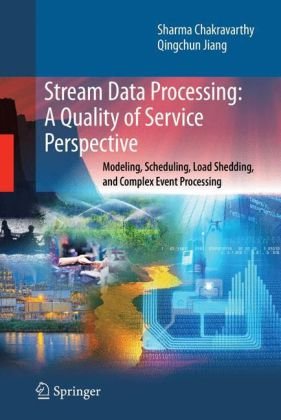 Sharma Chakravarthy
Qingchun Jiang
Stream Data Processing:
A Quality of Service
Perspective
Modeling, Scheduling, Load Shedding,
and Complex Event Processing
Springer